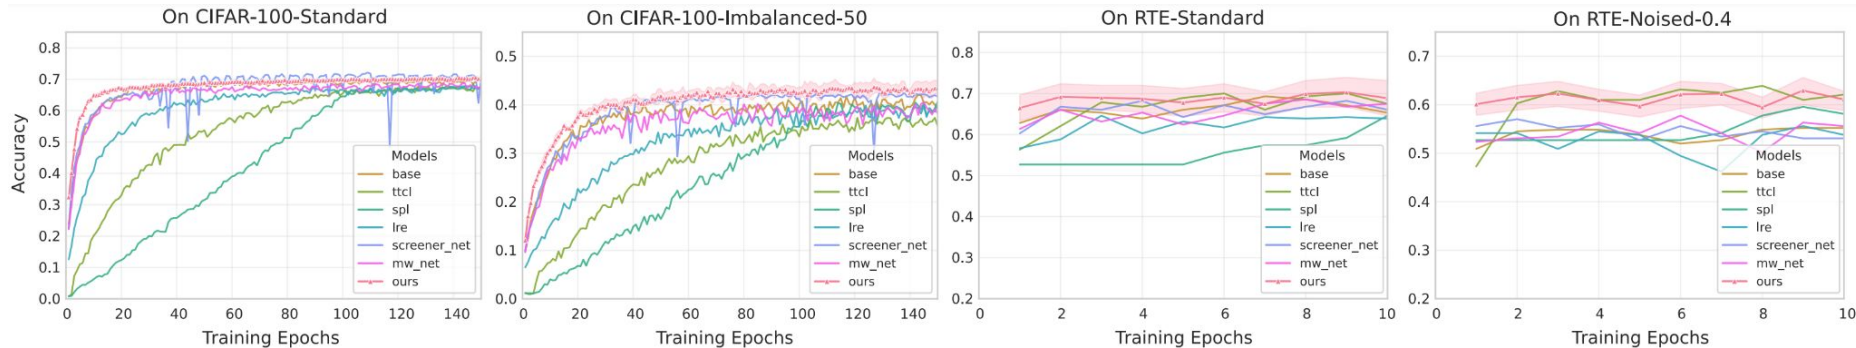 On CIFAR-100-Standard
0.8
0.7
0.6
0.5
0.4
0.3
0.2
0.1
0.0
Accuracy
0 20 40 60 80 100 120 140
Training Epochs
Models
base
ttcl
spl
lre
screener_net
mw_net
ours
On CIFAR-100-Imbalanced-50
0.5
0.4
0.3
0.2
0.1
0.0
0 20 40 60 80 100 120 140
Training Epochs
Models
base
ttcl
spl
lre
screener_net
mw_net
ours
On RTE-Standard
0.8
0.7
0.6
0.5
0.4
0.3
0.2
0 2 4 6 8 10
Training Epochs
Models
base
ttcl
spl
lre
screener_net
mw_net
ours
On RTE-Noised-0.4
0.7
0.6
0.5
0.4
0.3
0.2
0 2 4 6 8 10
Training Epochs
Models
base
ttcl
spl
lre
screener_net
mw_net
ours